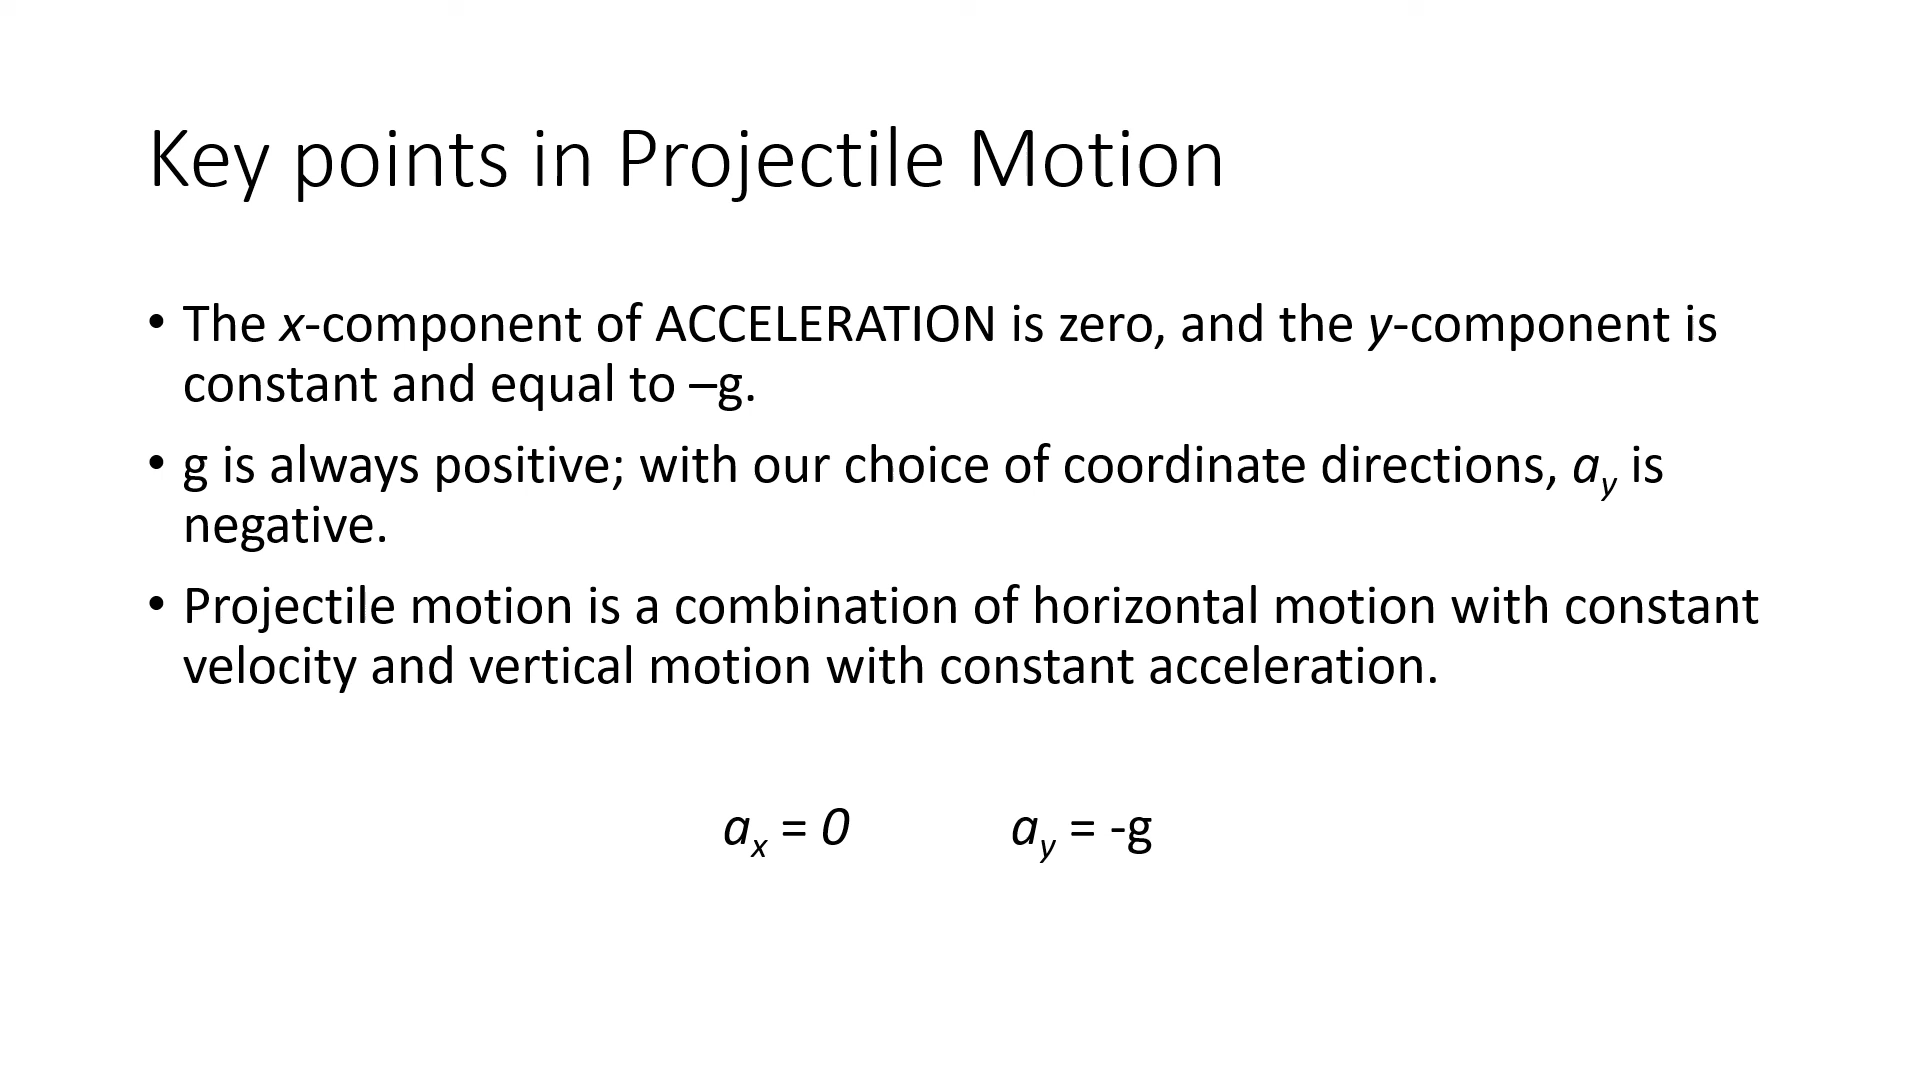 Key points in Projectile Motion
• The x-component of ACCELERATION is zero, and the y-component is
constant and equal to –g.
• g is always positive; with our choice of coordinate directions, aᵧ is
negative.
• Projectile motion is a combination of horizontal motion with constant
velocity and vertical motion with constant acceleration.
aₓ = 0 aᵧ = -g